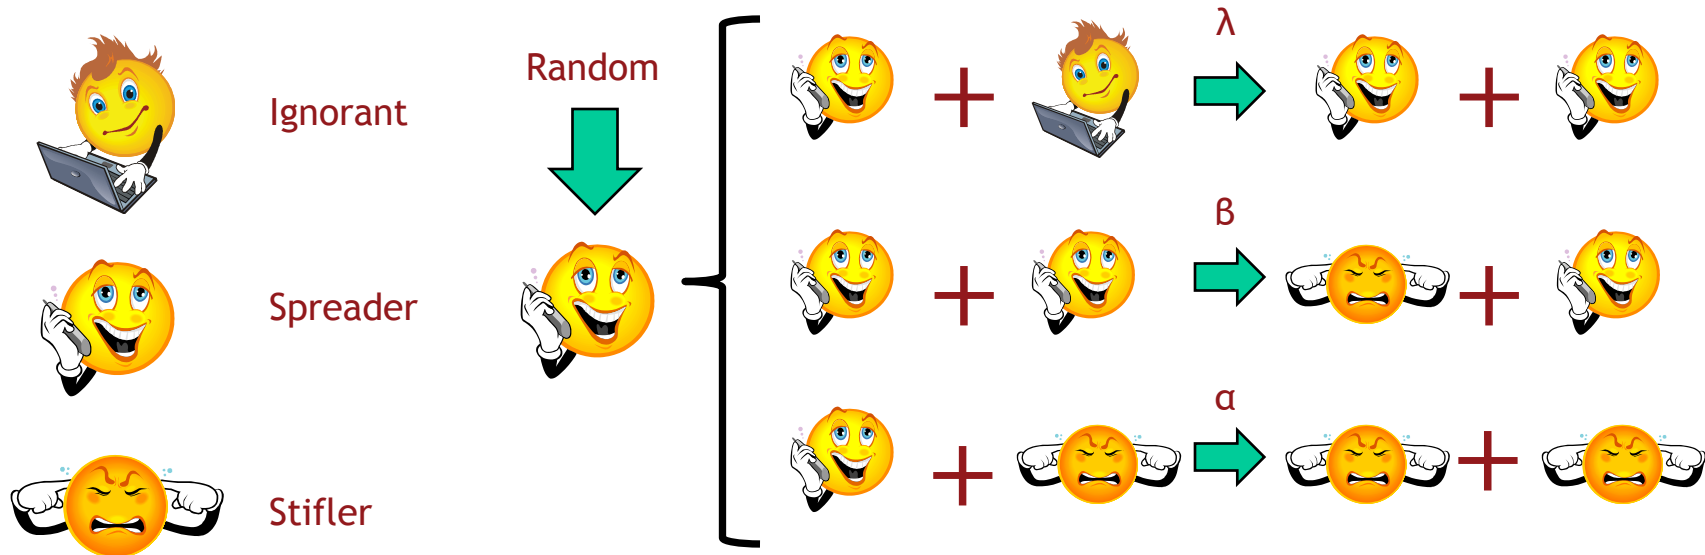 Ignorant
Spreader
Stifler
Random
λ
β
α